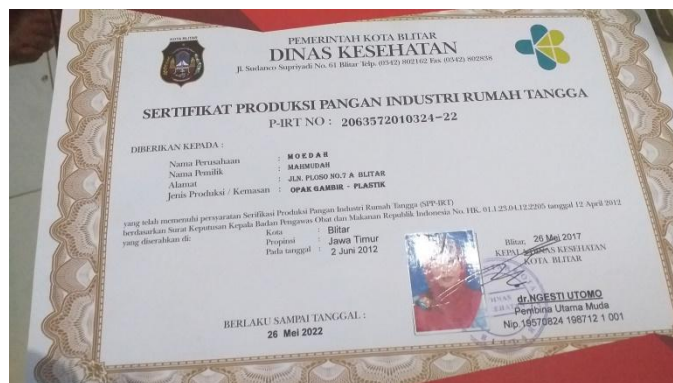 KOTA BLITAR
PEMERINTAH KOTA BLITAR
DINAS KESEHATAN
Jl. Sudanco Supriyadi No. 61 Blitar Telp. (0342) 802162 Fax (0342) 802838
SERTIFIKAT PRODUKSI PANGAN INDUSTRI RUMAH TANGGA
P-IRT NO : 2063572010324-22
DIBERIKAN KEPADA :
Nama Perusahaan : MOEDAH
Nama Pemilik : MAHMUDAH
Alamat : JLN. PLOSO NO.7 A BLITAR
Jenis Produksi / Kemasan : OPAK GAMBIR - PLASTIK
yang telah memenuhi persyaratan Sertifikasi Produksi Pangan Industri Rumah Tangga (SPP-IRT)
berdasarkan Surat Keputusan Kepala Badan Pengawas Obat dan Makanan Republik Indonesia No. HK. 01.1.23.04.12.2205 tanggal 12 April 2012
yang diserahkan di:
Kota : Blitar
Propinsi : Jawa Timur
Pada tanggal : 2 Juni 2012
Blitar, 26 Mei 2017
KEPALA DINAS KESEHATAN
KOTA BLITAR
DINAS
dr.NGESTI UTOMO
Pembina Utama Muda
Nip.19570824 198712 1 001
BERLAKU SAMPAI TANGGAL :
26 Mei 2022